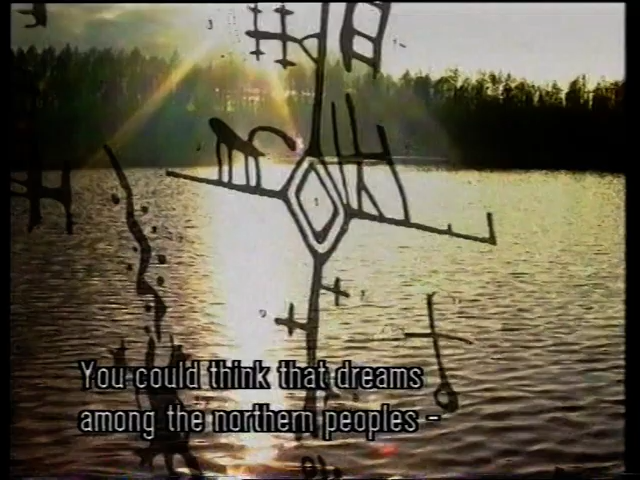 You could think that dreams
among the northern peoples -